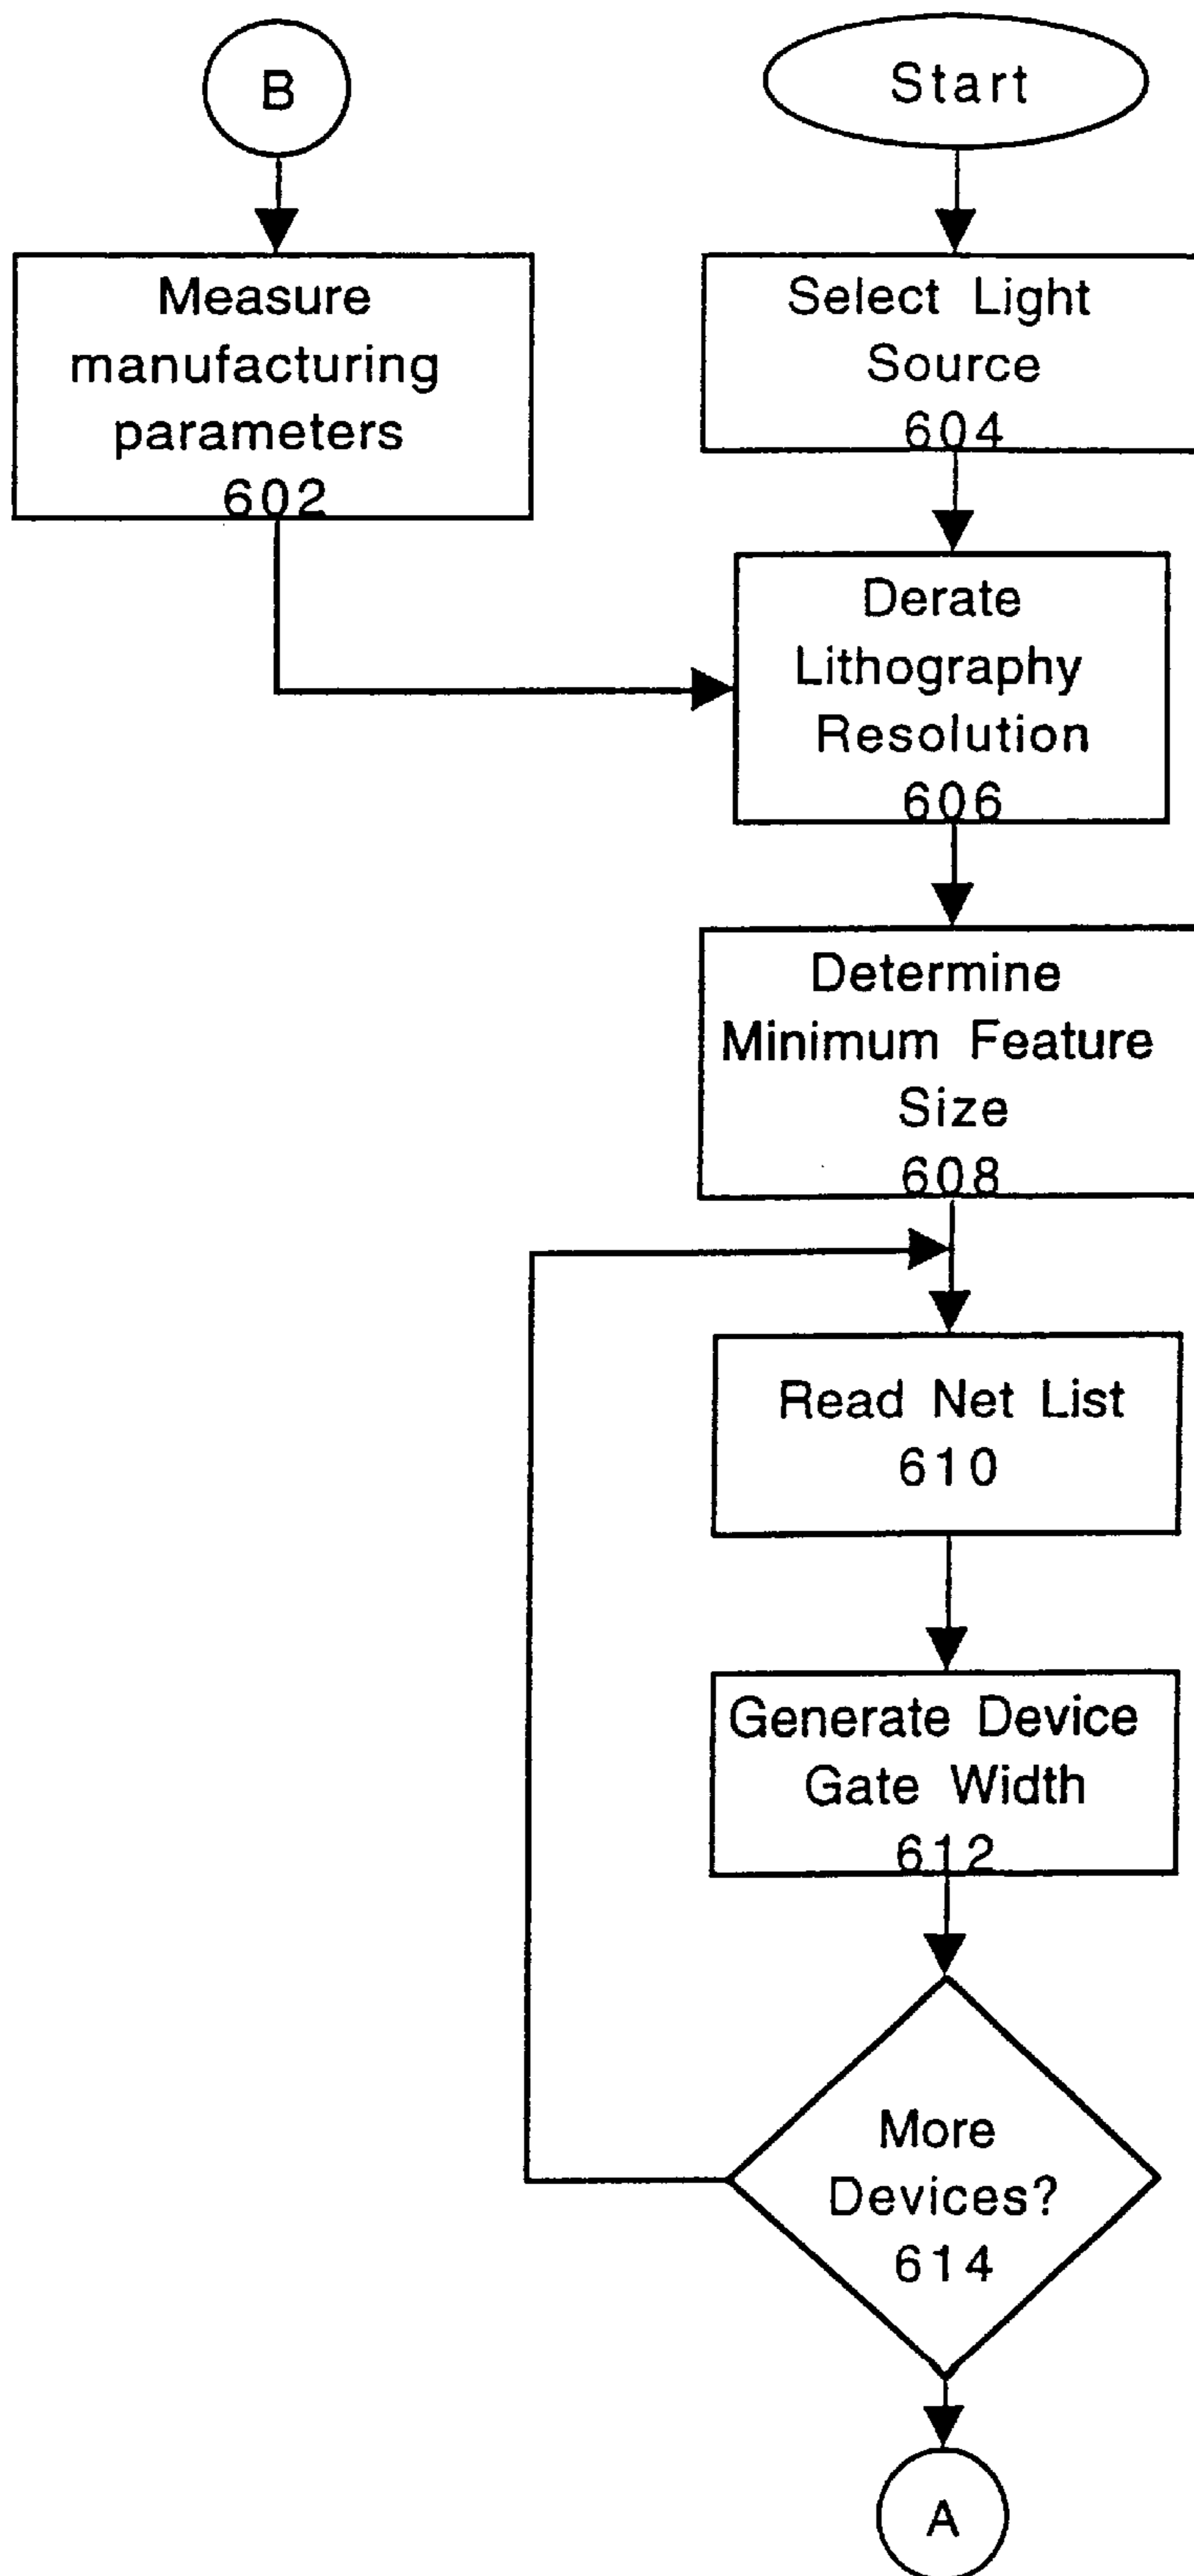 B
Start
Measure
manufacturing
parameters
602
Select Light
Source
604
Derate
Lithography
Resolution
606
Determine
Minimum Feature
Size
608
Read Net List
610
Generate Device
Gate Width
612
More
Devices?
614
A